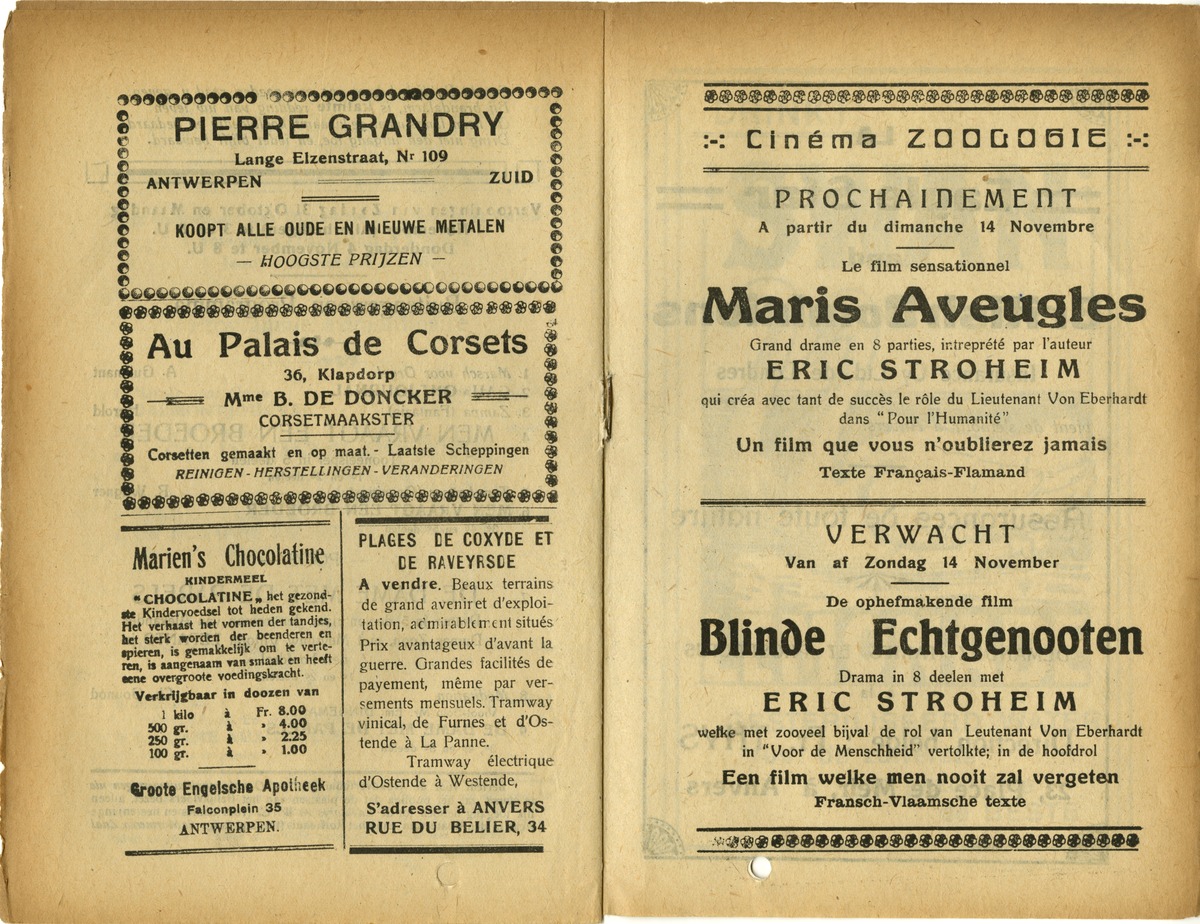 PIERRE GRANDRY
Lange Elzenstraat, Nr 109
ANTWERPEN ZUID
KOOPT ALLE OUDE EN NIEUWE METALEN
— HOOGSTE PRIJZEN —
Au Palais de Corsets
36, Klapdorp
Mme B. DE DONCKER
CORSETMAAKSTER
Corsetten gemaakt en op maat. - Laatste Scheppingen
REINIGEN - HERSTELLINGEN - VERANDERINGEN
Marien's Chocolatine
KINDERMEEL
"CHOCOLATINE„ het gezond-
ste Kindervoedsel tot heden gekend.
Het verhaast het vormen der tandjes,
het sterk worden der beenderen en
spieren, is gemakkelijk om te verte-
ren, is aangenaam van smaak en heeft
eene overgroote voedingskracht.
Verkrijgbaar in doozen van
1 kilo à Fr. 8.00
500 gr. à » 4.00
250 gr. à » 2.25
100 gr. à » 1.00
Groote Engelsche Apotheek
Falconplein 35
ANTWERPEN.
PLAGES DE COXYDE ET
DE RAVEYRSDE
A vendre. Beaux terrains
de grand avenir et d'exploi-
tation, admirablement situés
Prix avantageux d'avant la
guerre. Grandes facilités de
payement, même par ver-
sements mensuels. Tramway
vinical, de Furnes et d'Os-
tende à La Panne.
Tramway électrique
d'Ostende à Westende,
S'adresser à ANVERS
RUE DU BELIER, 34
:-: Cinéma ZOOLOGIE :-:
PROCHAINEMENT
A partir du dimanche 14 Novembre
Le film sensationnel
Maris Aveugles
Grand drame en 8 parties, intreprété par l'auteur
ERIC STROHEIM
qui créa avec tant de succès le rôle du Lieutenant Von Eberhardt
dans "Pour l'Humanité"
Un film que vous n'oublierez jamais
Texte Français-Flamand
VERWACHT
Van af Zondag 14 November
De ophefmakende film
Blinde Echtgenooten
Drama in 8 deelen met
ERIC STROHEIM
welke met zooveel bijval de rol van Leutenant Von Eberhardt
in "Voor de Menschheid" vertolkte; in de hoofdrol
Een film welke men nooit zal vergeten
Fransch-Vlaamsche texte